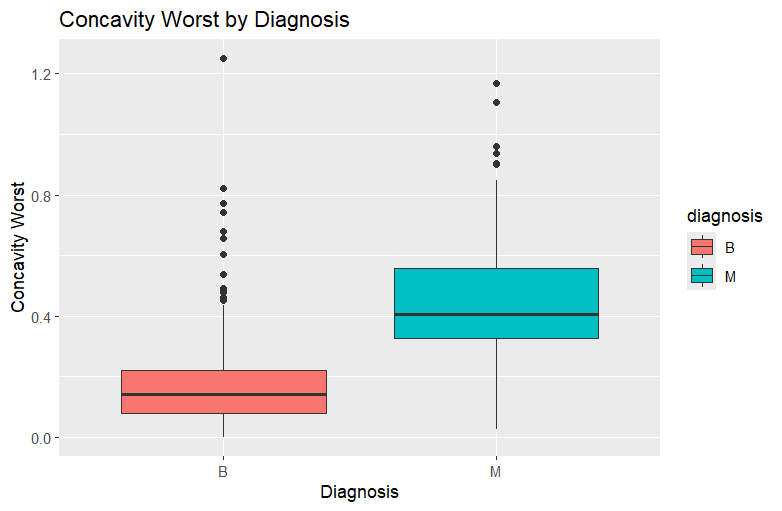 Concavity Worst by Diagnosis
Concavity Worst
1.2
0.8
0.4
0.0
B
M
Diagnosis
diagnosis
B
M